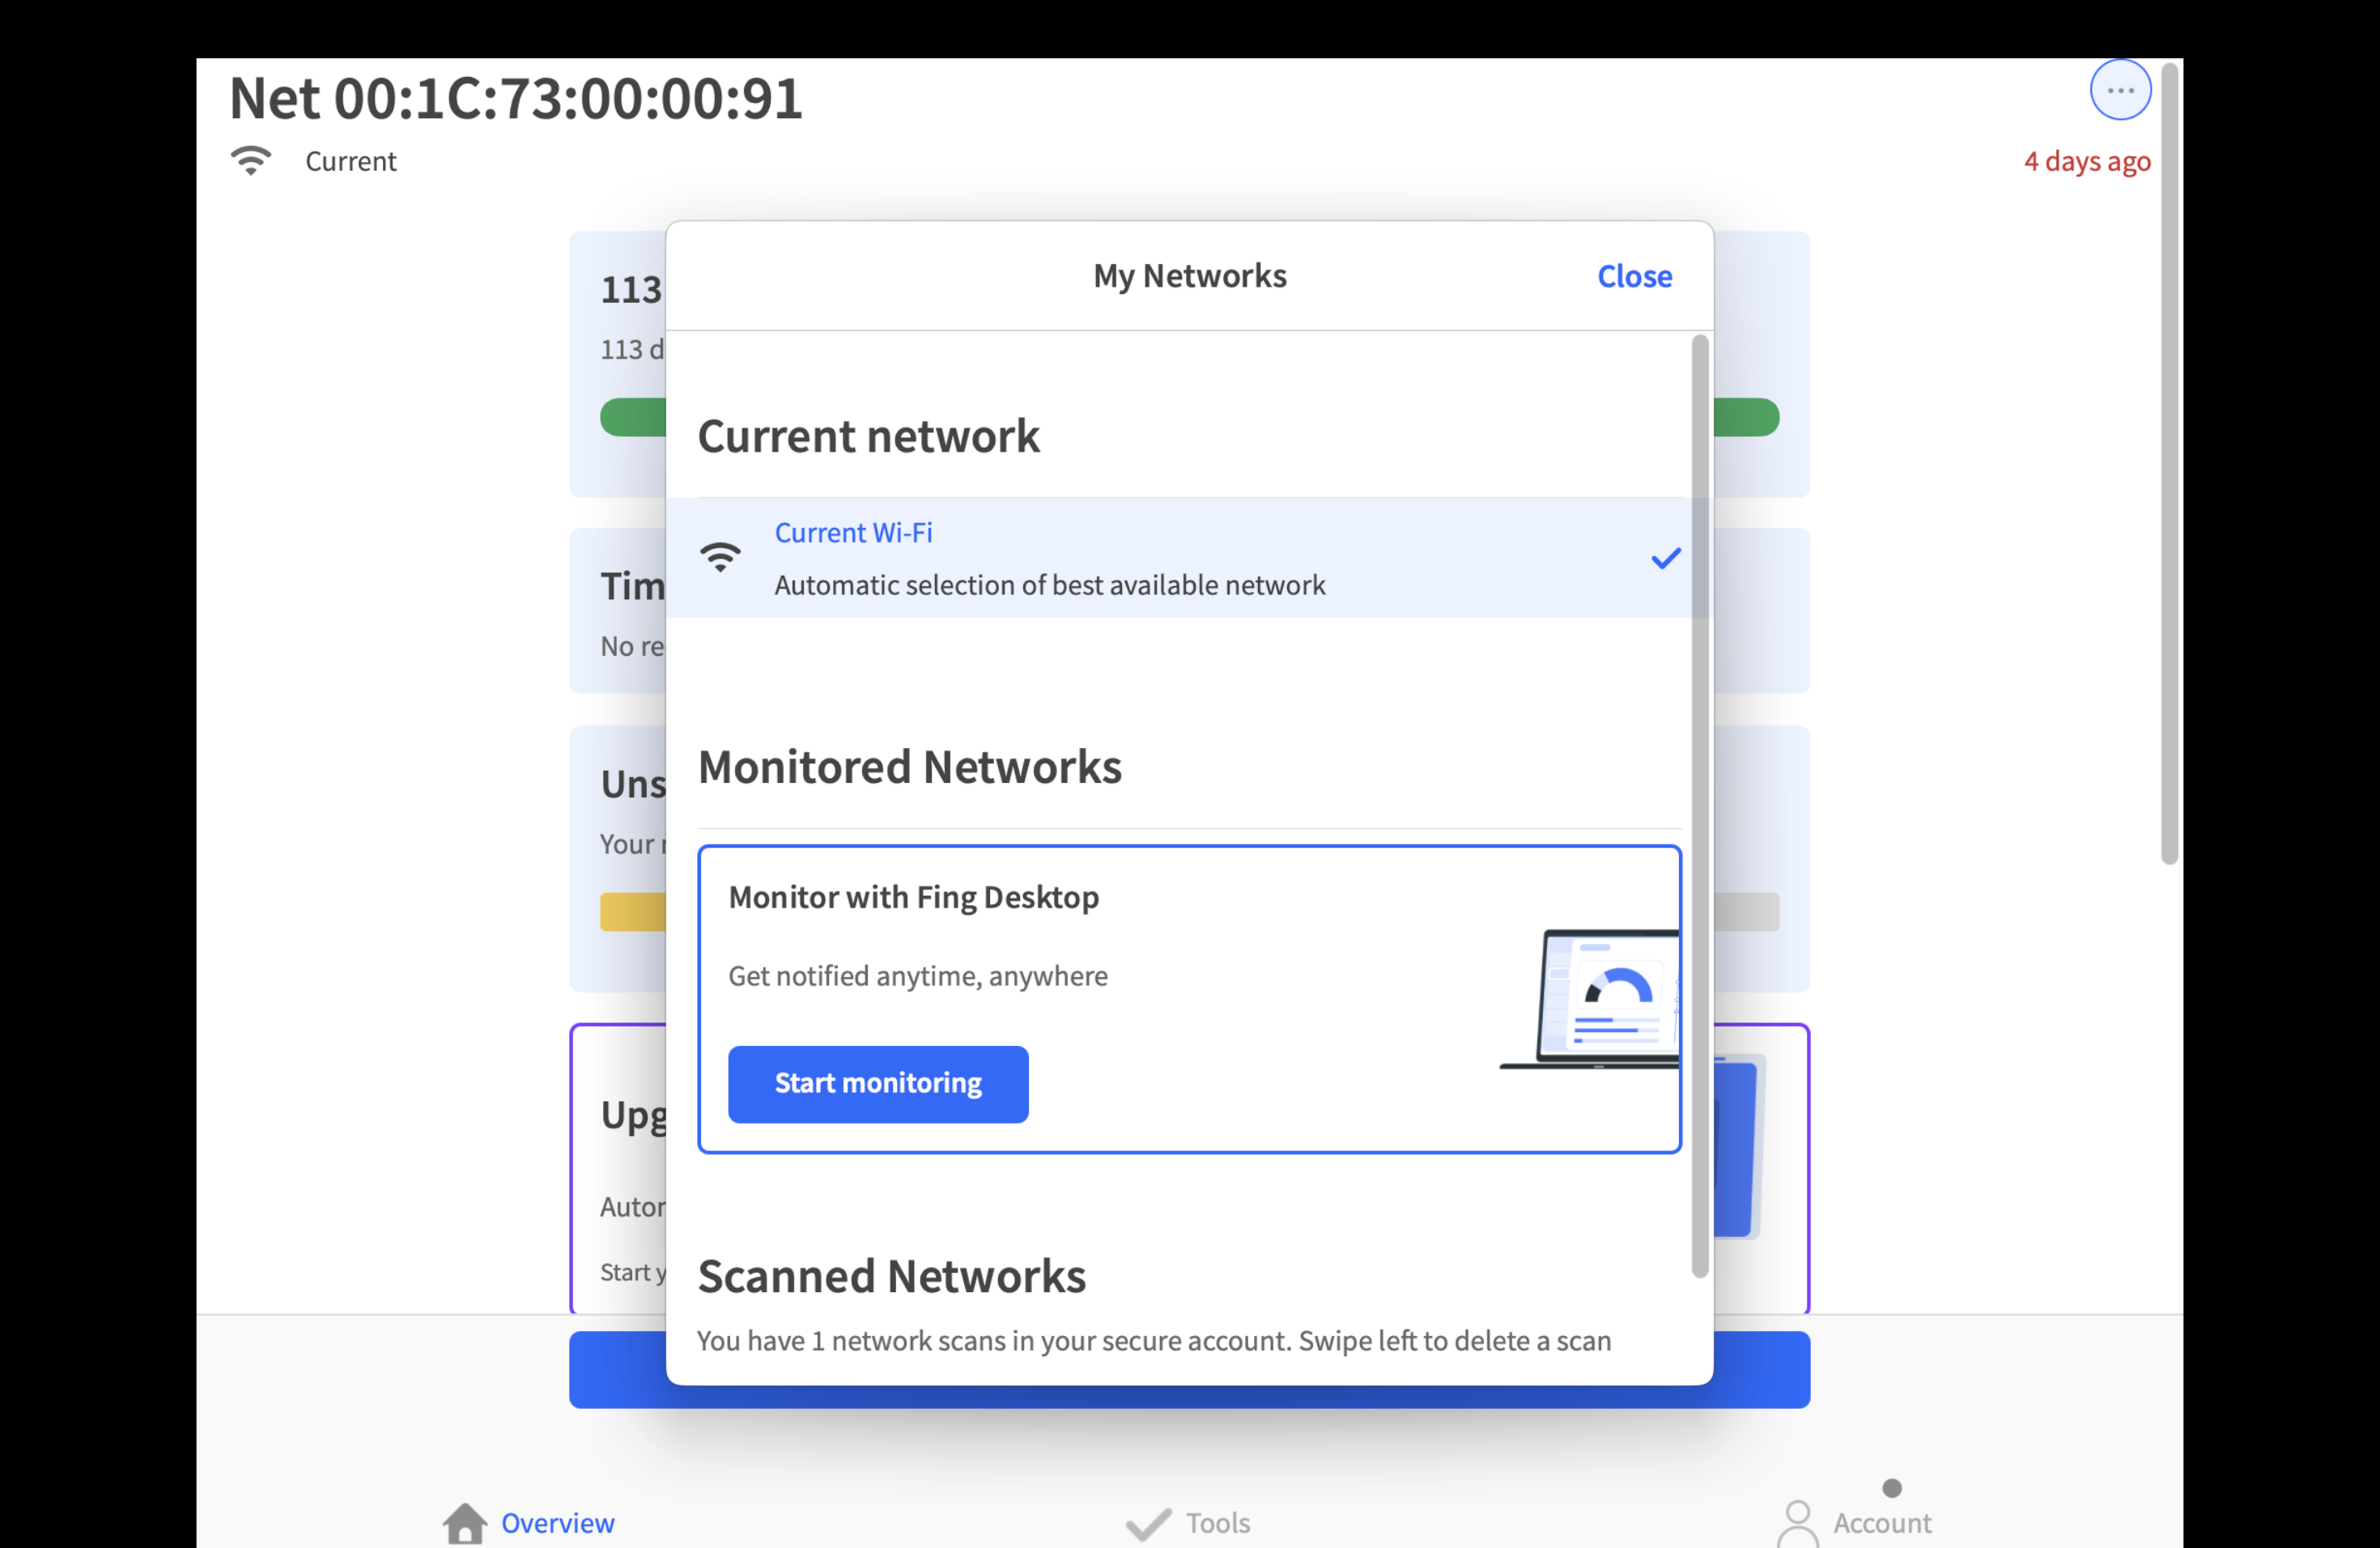 Net 00:1C:73:00:00:91
Current
4 days ago
113
113 d
Tim
No re
Uns
Your
Upg
Autor
Start y
My Networks
Close
Current network
Current Wi-Fi
Automatic selection of best available network
Monitored Networks
Monitor with Fing Desktop
Get notified anytime, anywhere
Start monitoring
Scanned Networks
You have 1 network scans in your secure account. Swipe left to delete a scan
Overview
Tools
Account